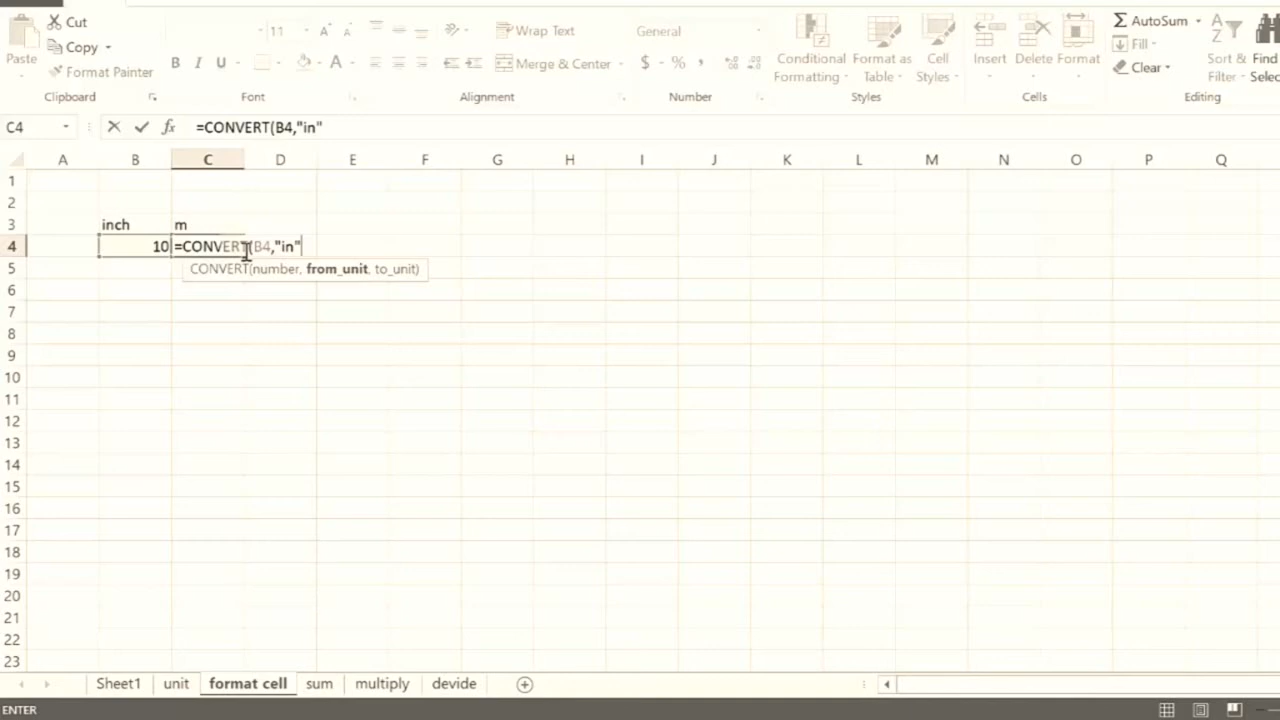 Cut
11
Wrap Text
General
AutoSum
Copy
Fill
Paste
B I U
A
Merge & Center
$ % ,
Conditional Formatting
Format as Table
Cell Styles
Insert
Delete
Format
Sort & Filter
Find
Selec
Format Painter
Clear
Clipboard
Font
Alignment
Number
Styles
Cells
Editing
C4
fx
=CONVERT(B4,"in"
A B C D E F G H I J K L M N O P Q
1
2
3 inch m
4 10 =CONVERT(B4,"in"
5 CONVERT(number, from_unit, to_unit)
6
7
8
9
10
11
12
13
14
15
16
17
18
19
20
21
22
23
Sheet1 unit format cell sum multiply devide
ENTER